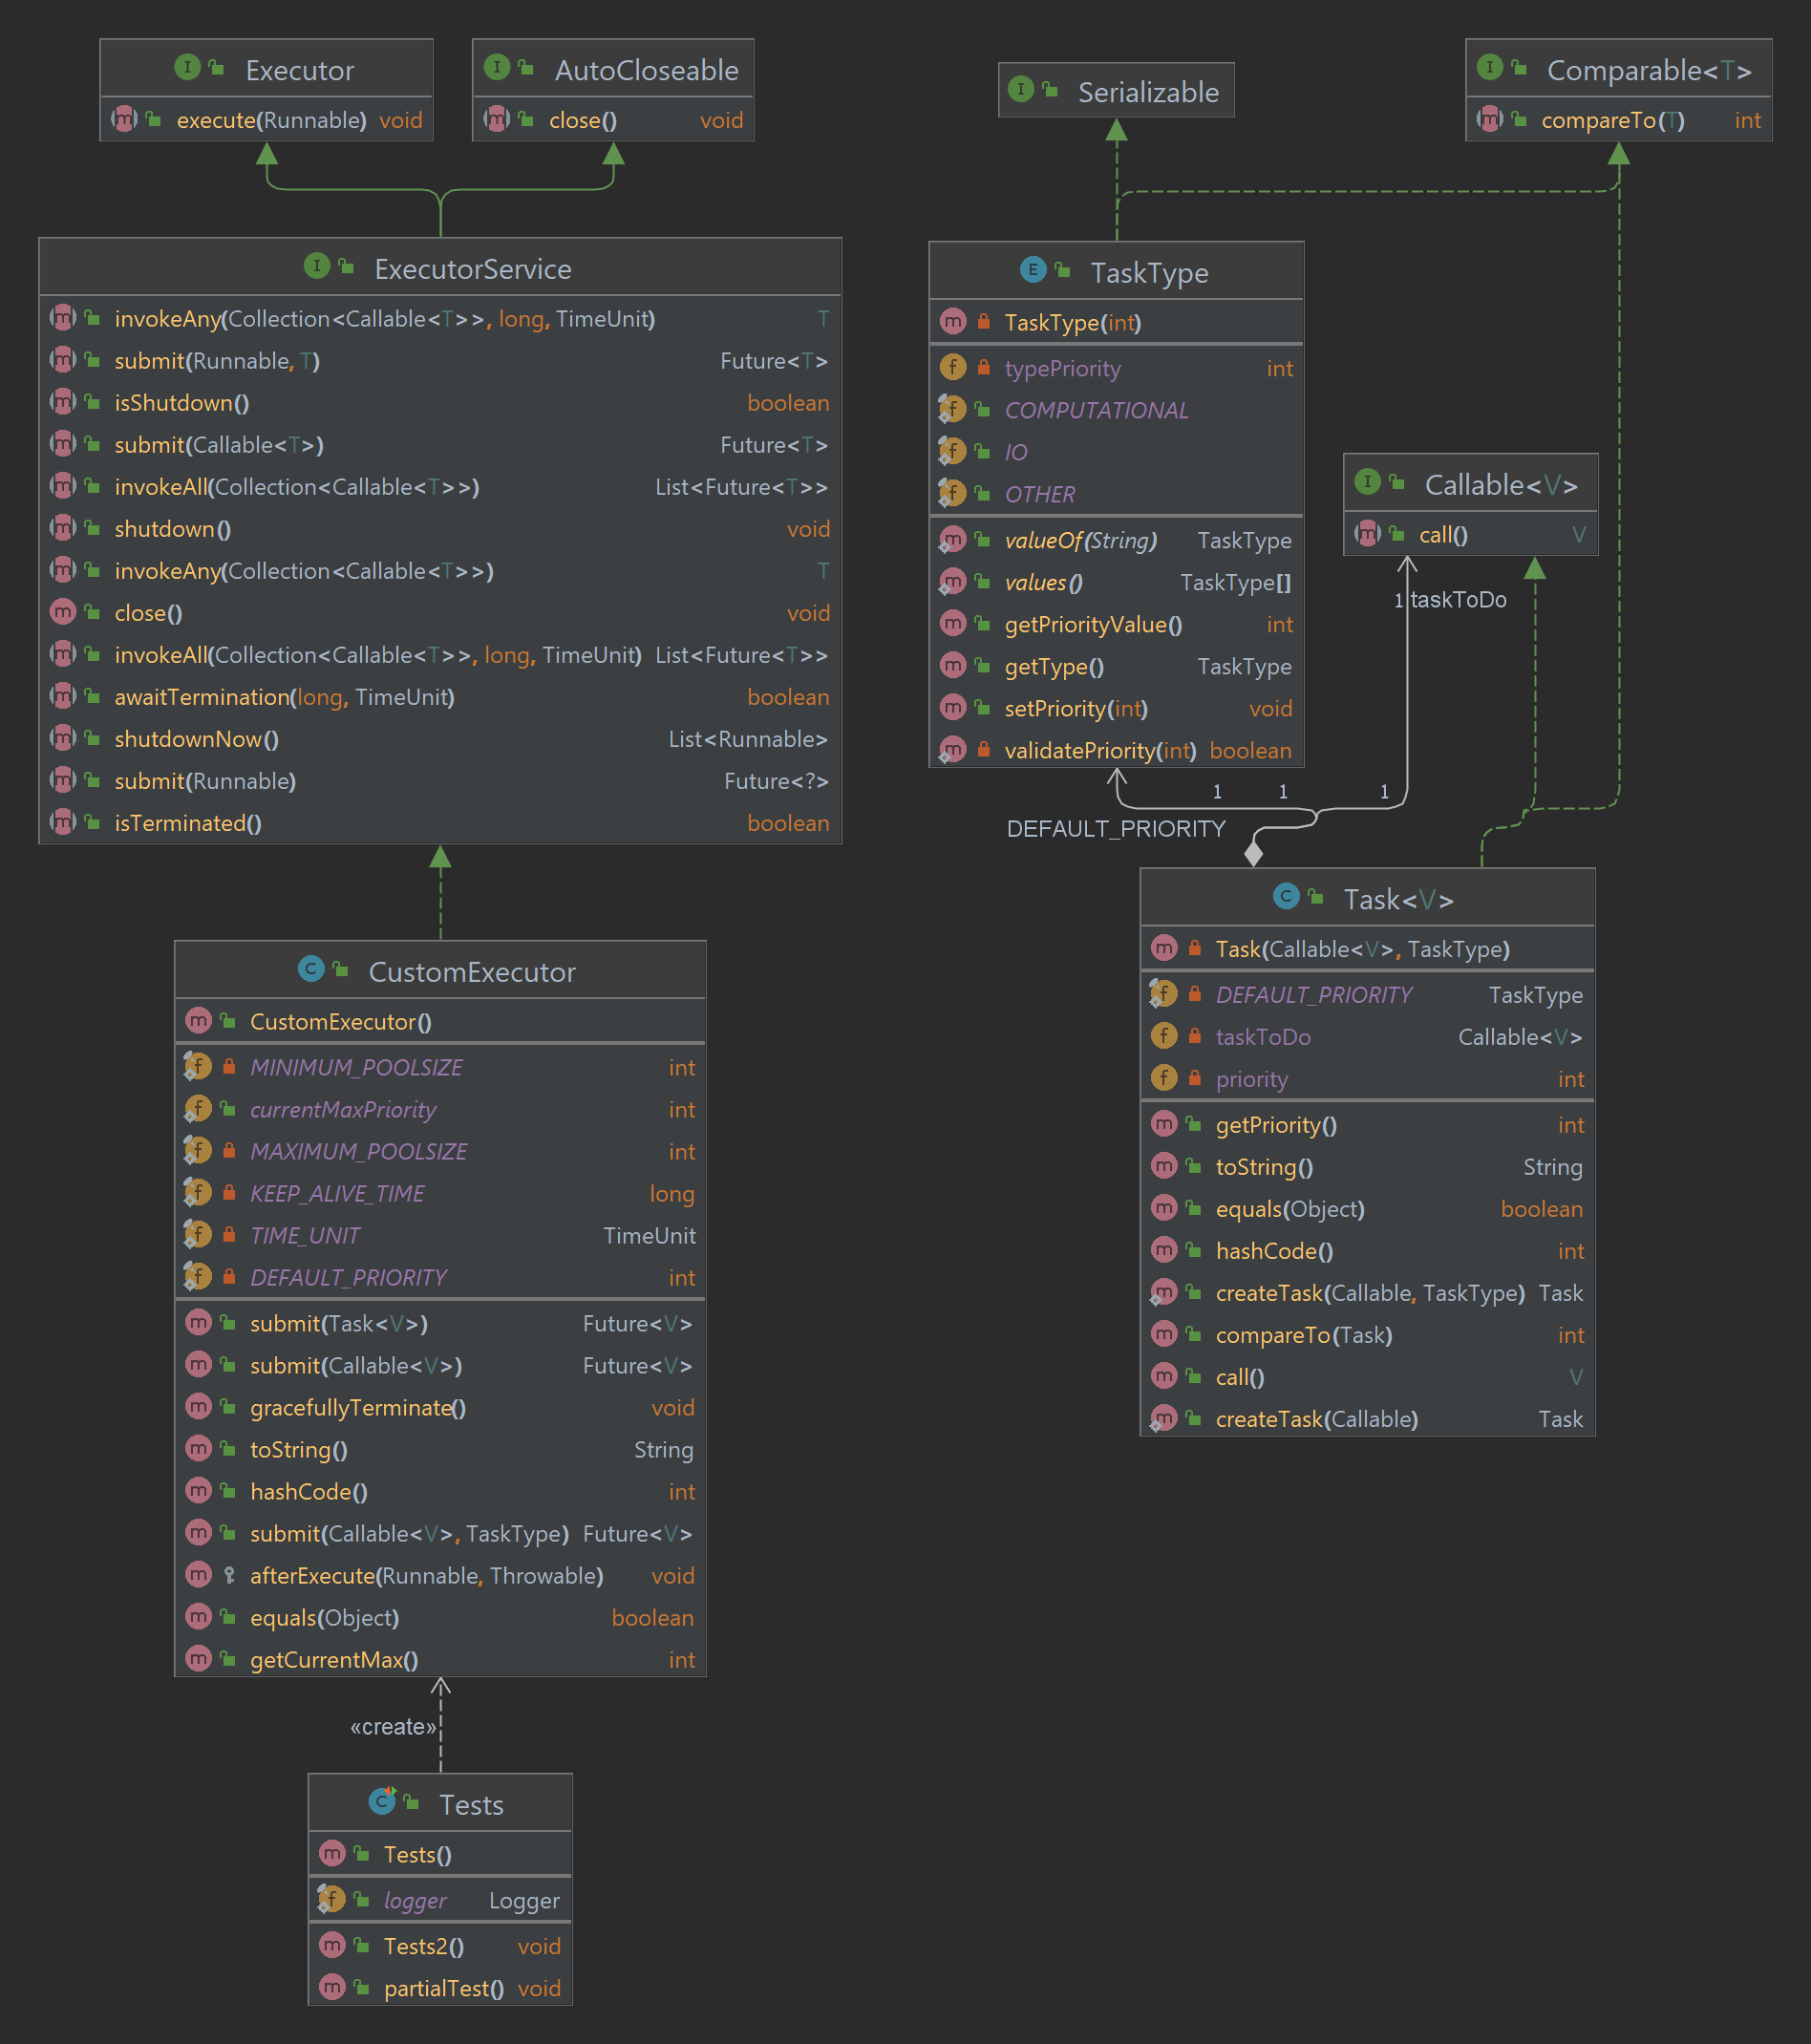 Executor
execute(Runnable) void
AutoCloseable
close() void
Serializable
Comparable<T>
compareTo(T) int
ExecutorService
invokeAny(Collection<Callable<T>>, long, TimeUnit) T
submit(Runnable, T) Future<T>
isShutdown() boolean
submit(Callable<T>) Future<T>
invokeAll(Collection<Callable<T>>) List<Future<T>>
shutdown() void
invokeAny(Collection<Callable<T>>) T
close() void
invokeAll(Collection<Callable<T>>, long, TimeUnit) List<Future<T>>
awaitTermination(long, TimeUnit) boolean
shutdownNow() List<Runnable>
submit(Runnable) Future<?>
isTerminated() boolean
TaskType
TaskType(int)
typePriority int
COMPUTATIONAL
IO
OTHER
valueOf(String) TaskType
values() TaskType[]
getPriorityValue() int
getType() TaskType
setPriority(int) void
validatePriority(int) boolean
Callable<V>
call() V
1 taskToDo
1 1 1
DEFAULT_PRIORITY
Task<V>
Task(Callable<V>, TaskType)
DEFAULT_PRIORITY TaskType
taskToDo Callable<V>
priority int
getPriority() int
toString() String
equals(Object) boolean
hashCode() int
createTask(Callable, TaskType) Task
compareTo(Task) int
call() V
createTask(Callable) Task
CustomExecutor
CustomExecutor()
MINIMUM_POOLSIZE int
currentMaxPriority int
MAXIMUM_POOLSIZE int
KEEP_ALIVE_TIME long
TIME_UNIT TimeUnit
DEFAULT_PRIORITY int
submit(Task<V>) Future<V>
submit(Callable<V>) Future<V>
gracefullyTerminate() void
toString() String
hashCode() int
submit(Callable<V>, TaskType) Future<V>
afterExecute(Runnable, Throwable) void
equals(Object) boolean
getCurrentMax() int
«create»
Tests
Tests()
logger Logger
Tests2() void
partialTest() void